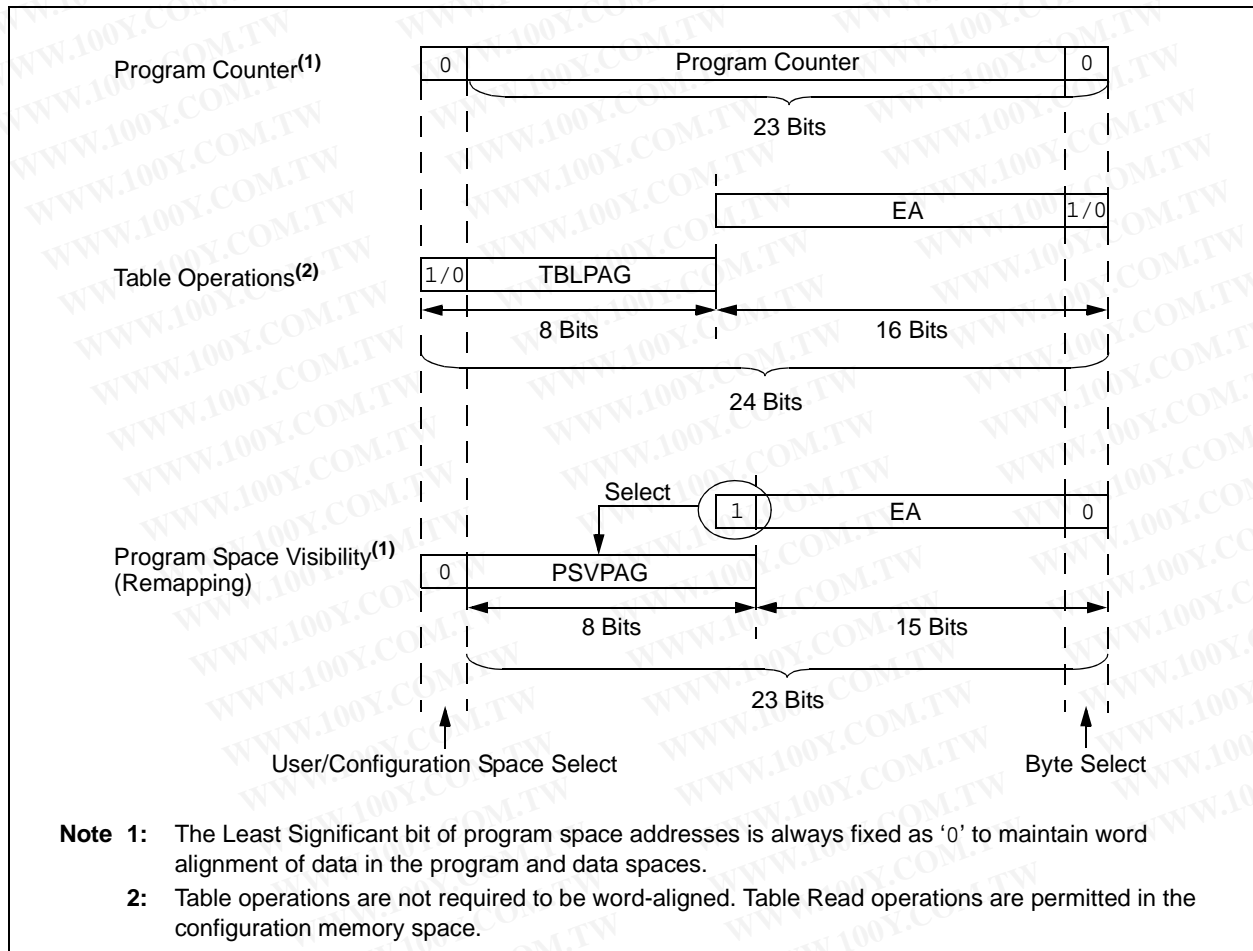 Program Counter(1)
0 Program Counter 0
23 Bits
EA 1/0
Table Operations(2)
1/0 TBLPAG
8 Bits 16 Bits
24 Bits
Select
1 EA 0
Program Space Visibility(1)
(Remapping)
0 PSVPAG
8 Bits 15 Bits
23 Bits
User/Configuration Space Select Byte Select
Note 1: The Least Significant bit of program space addresses is always fixed as ‘0’ to maintain word
alignment of data in the program and data spaces.
2: Table operations are not required to be word-aligned. Table Read operations are permitted in the
configuration memory space.
WWW.100Y.COM.TW